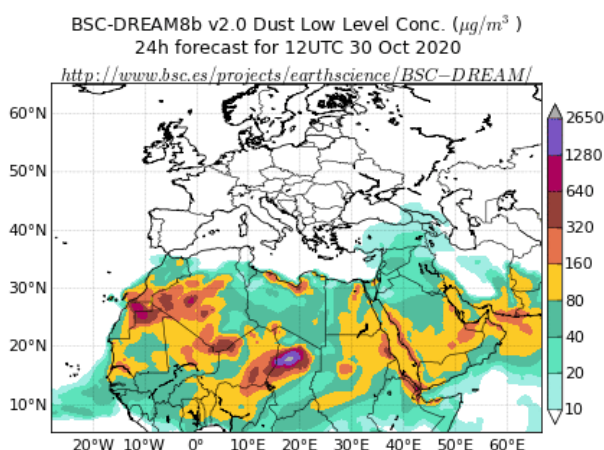 BSC-DREAM8b v2.0 Dust Low Level Conc. (μg/m³ )
24h forecast for 12UTC 30 Oct 2020
http://www.bsc.es/projects/earthscience/BSC−DREAM/
60°N
50°N
40°N
30°N
20°N
10°N
20°W 10°W 0° 10°E 20°E 30°E 40°E 50°E 60°E
2650
1280
640
320
160
80
40
20
10